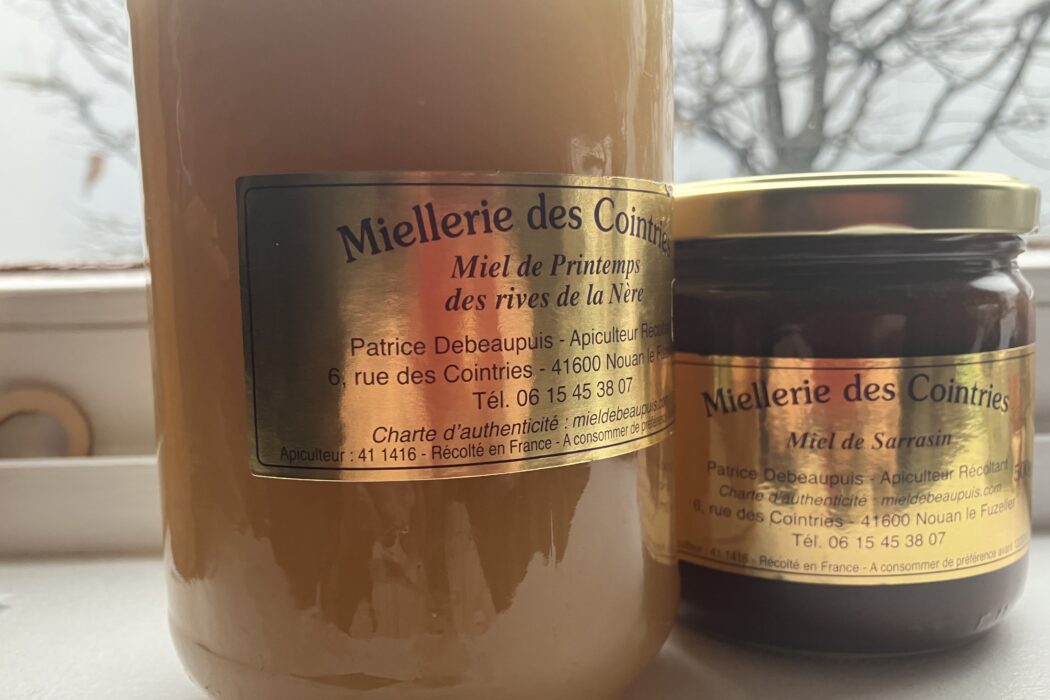 Miellerie des Cointries
Miel de Printemps
des rives de la Nère
Patrice Debeaupuis - Apiculteur
6, rue des Cointries - 41600 Nouan le
Tél. 06 15 45 38 07
Charte d'authenticité : mieldebeaupuis.
Apiculteur : 41 1416 - Récolté en France - A consommer de
Miellerie des Cointries
Miel de Sarrasin
Patrice Debeaupuis - Apiculteur Récoltant
Charte d'authenticité - mieldebeaupuis.com
6, rue des Cointries - 41600 Nouan le Fuzelier
Tél. 06 15 45 38 07
: 41 1416 - Récolté en France - A consommer de préférence avant